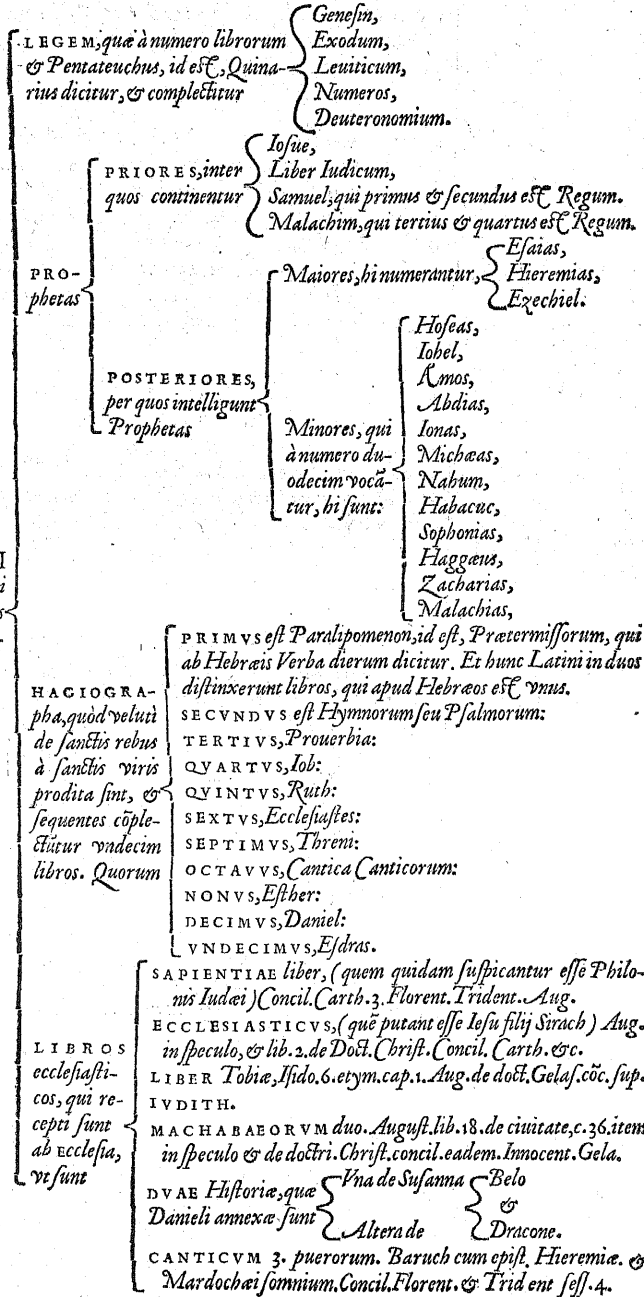 LEGEM, quæ à numero librorum
& Pentateuchus, id est, Quina-
rius dicitur, & complectitur
Genesin,
Exodum,
Leuiticum,
Numeros,
Deuteronomium.
PRO-
phetas
PRIORES, inter
quos continentur
Iosue,
Liber Iudicum,
Samuel, qui primus & secundus est Regum.
Malachim, qui tertius & quartus est Regum.
POSTERIORES,
per quos intelligunt
Prophetas
Maiores, hi numerantur,
Esaias,
Hieremias,
Ezechiel.
Minores, qui
à numero du-
odecim vocã-
tur, hi sunt:
Hoseas,
Iohel,
Amos,
Abdias,
Ionas,
Michæas,
Nahum,
Habacuc,
Sophonias,
Haggæus,
Zacharias,
Malachias,
HAGIOGRA-
pha, quòd veluti
de sanctis rebus
à sanctis viris
prodita sint, &
sequentes cõple-
ctũtur vndecim
libros. Quorum
PRIMVS est Paralipomenon, id est, Prætermissorum, qui
ab Hebræis Verba dierum dicitur. Et hunc Latini in duos
distinxerunt libros, qui apud Hebræos est vnus.
SECVNDVS est Hymnorum seu Psalmorum:
TERTIVS, Prouerbia:
QVARTVS, Iob:
QVINTVS, Ruth:
SEXTVS, Ecclesiastes:
SEPTIMVS, Threni:
OCTAVVS, Cantica Canticorum:
NONVS, Esther:
DECIMVS, Daniel:
VNDECIMVS, Esdras.
LIBROS
ecclesiasti-
cos, qui re-
cepti sunt
ab Ecclesia,
vt sunt
SAPIENTIAE liber, (quem quidam suspicantur esse Philo-
nis Iudæi) Concil. Carth. 3. Florent. Trident. Aug.
ECCLESIASTICVS, (quẽ putant esse Iesu filij Sirach) Aug.
in speculo, & lib. 2. de Doct. Christ. Concil. Carth. &c.
LIBER Tobiæ, Isido. 6. etym. cap. 1. Aug. de doct. Gelas. cõc. sup.
IVDITH.
MACHABAEORVM duo. August. lib. 18. de ciuitate, c. 36. item
in speculo & de doctri. Christ. concil. eadem. Innocent. Gela.
DVAE Historiæ, quæ
Danieli annexæ sunt
Vna de Susanna
Altera de
Belo
&
Dracone.
CANTICVM 3. puerorum. Baruch cum epist. Hieremiæ. &
Mardochæi somnium. Concil. Florent. & Trident sess. 4.